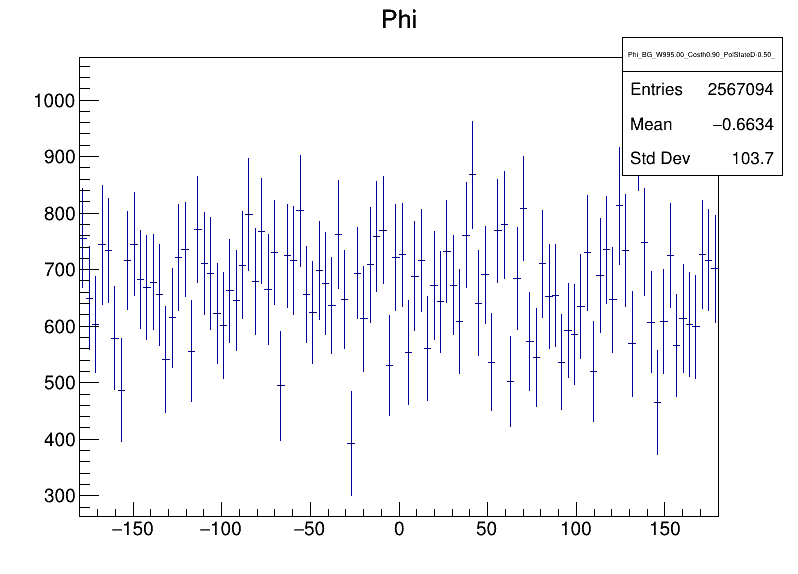 Phi
Phi_BG_W995.00_Costh0.90_PolStateD-0.50_
Entries 2567094
Mean −0.6634
Std Dev 103.7
1000
900
800
700
600
500
400
300
−150 −100 −50 0 50 100 150